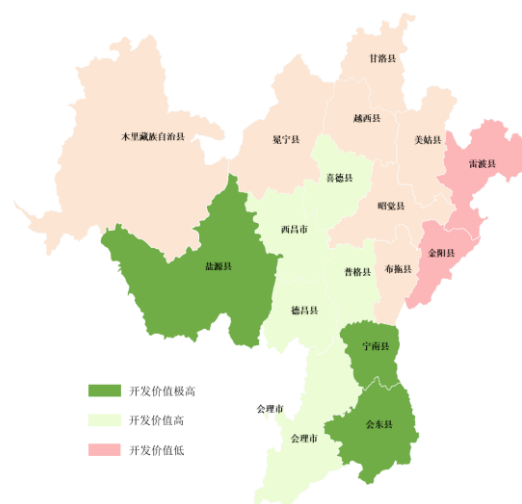 甘洛县
越西县
木里藏族自治县
冕宁县
美姑县
雷波县
喜德县
昭觉县
西昌市
金阳县
盐源县
普格县
布拖县
德昌县
宁南县
开发价值极高
会理市
开发价值高
会东县
会理市
开发价值低